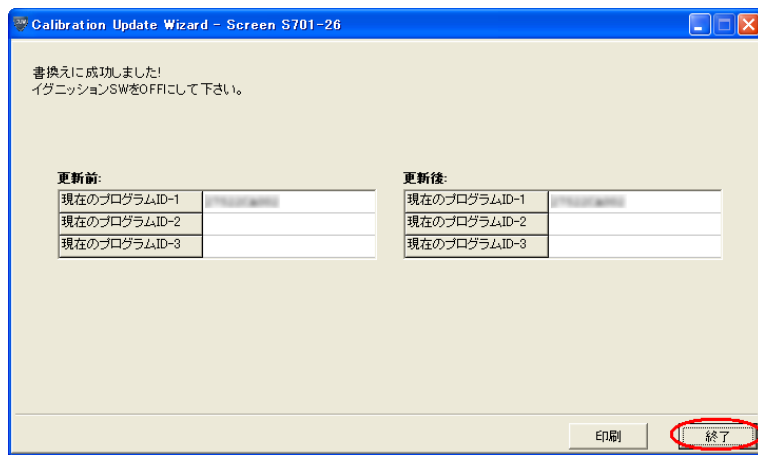 Calibration Update Wizard - Screen S701-26
書換えに成功しました!
イグニッションSWをOFFにして下さい。
更新前:
現在のプログラムID-1
現在のプログラムID-2
現在のプログラムID-3
更新後:
現在のプログラムID-1
現在のプログラムID-2
現在のプログラムID-3
印刷
終了